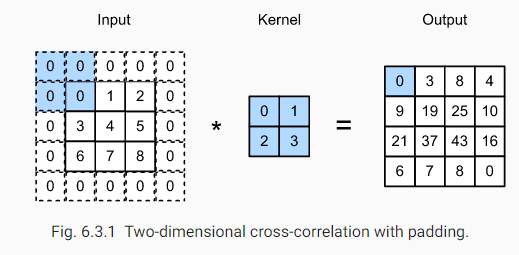 Input Kernel Output
0 0 0 0 0
0 0 1 2 0
0 3 4 5 0
0 6 7 8 0
0 0 0 0 0
*
0 1
2 3
=
0 3 8 4
9 19 25 10
21 37 43 16
6 7 8 0
Fig. 6.3.1 Two-dimensional cross-correlation with padding.